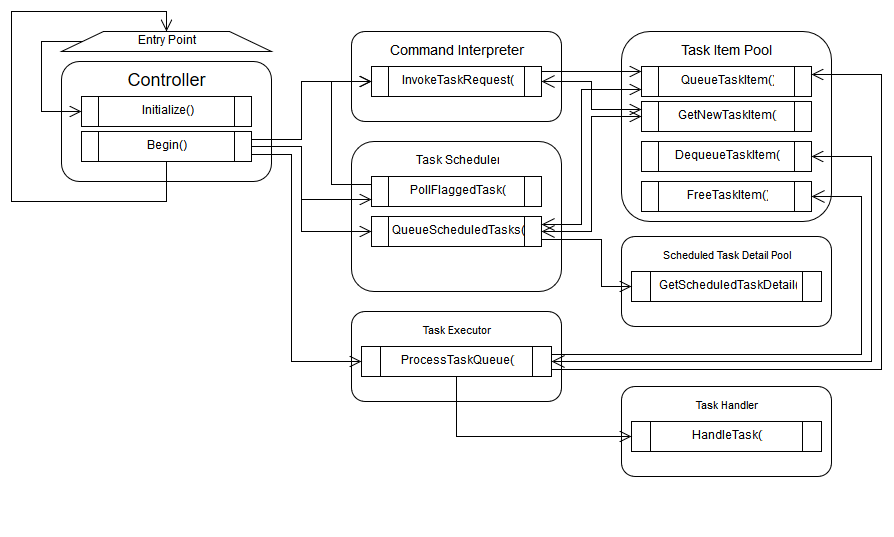 Entry Point
Controller
Initialize()
Begin()
Command Interpreter
InvokeTaskRequest(
Task Scheduler
PollFlaggedTask(
QueueScheduledTasks(
Task Executor
ProcessTaskQueue(
Task Item Pool
QueueTaskItem()
GetNewTaskItem(
DequeueTaskItem(
FreeTaskItem()
Scheduled Task Detail Pool
GetScheduledTaskDetail(
Task Handler
HandleTask(